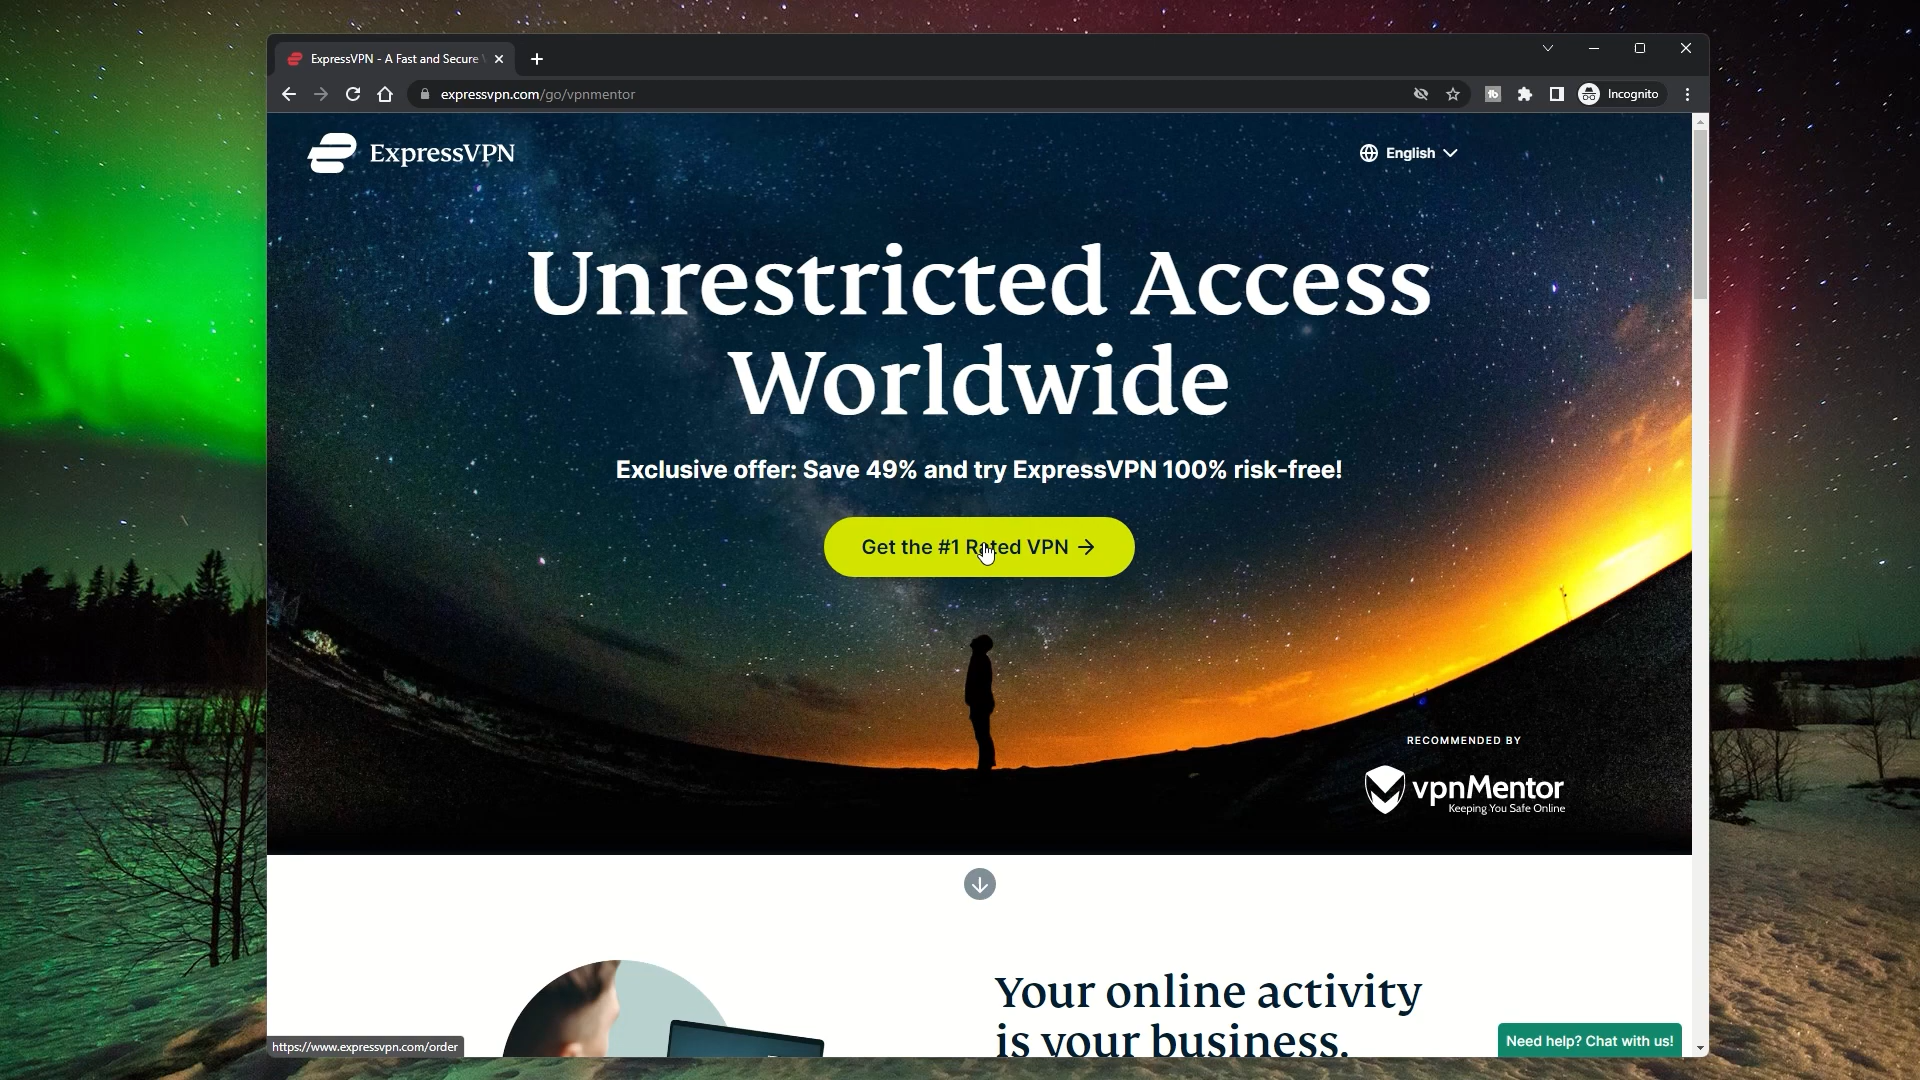 ExpressVPN - A Fast and Secure
expressvpn.com/go/vpnmentor
Incognito
ExpressVPN
English
Unrestricted Access
Worldwide
Exclusive offer: Save 49% and try ExpressVPN 100% risk-free!
Get the #1 Rated VPN →
RECOMMENDED BY
vpnMentor
Keeping You Safe Online
Your online activity
is your business.
Need help? Chat with us!
https://www.expressvpn.com/order